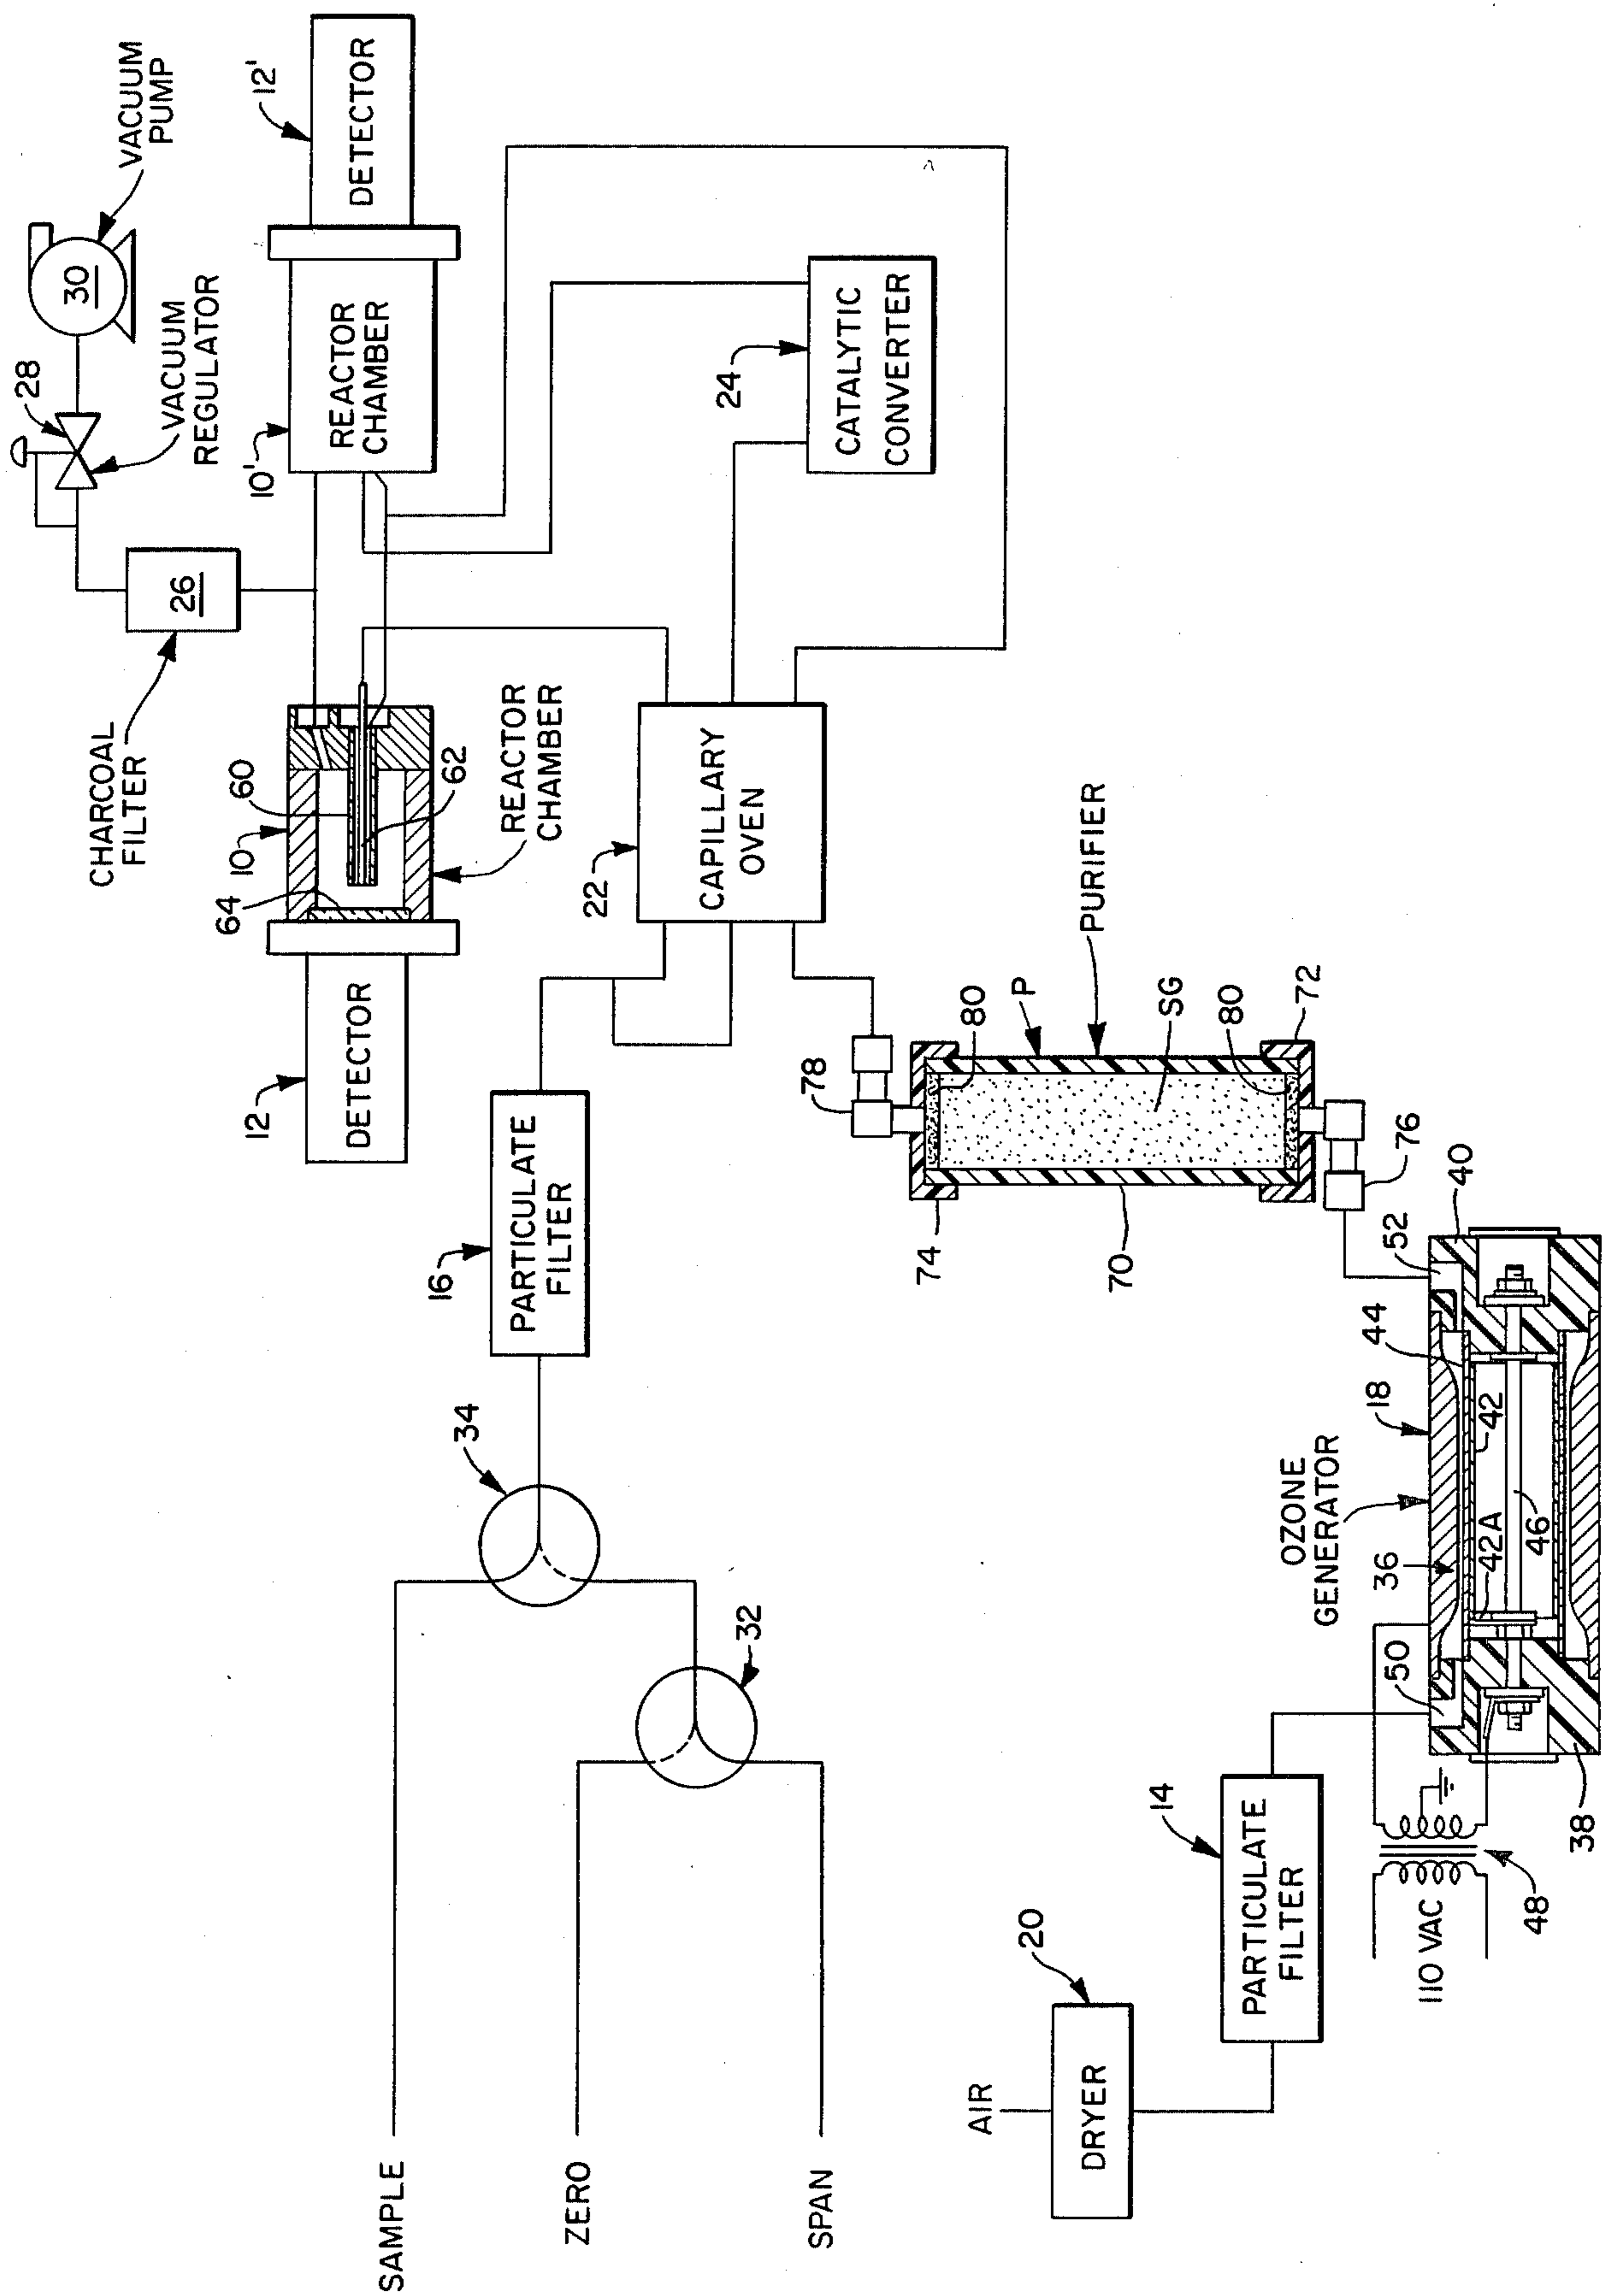 CHARCOAL
FILTER
26
28
VACUUM
REGULATOR
30
VACUUM
PUMP
12
DETECTOR
64
10
60
62
REACTOR
CHAMBER
10'
REACTOR
CHAMBER
12'
DETECTOR
SAMPLE
ZERO
SPAN
32
34
16
PARTICULATE
FILTER
22
CAPILLARY
OVEN
24
CATALYTIC
CONVERTER
AIR
20
DRYER
14
PARTICULATE
FILTER
110 VAC
48
38
50
36
OZONE
GENERATOR
18
42A
42
46
44
52
40
76
78
74
70
P
PURIFIER
80
SG
80
72